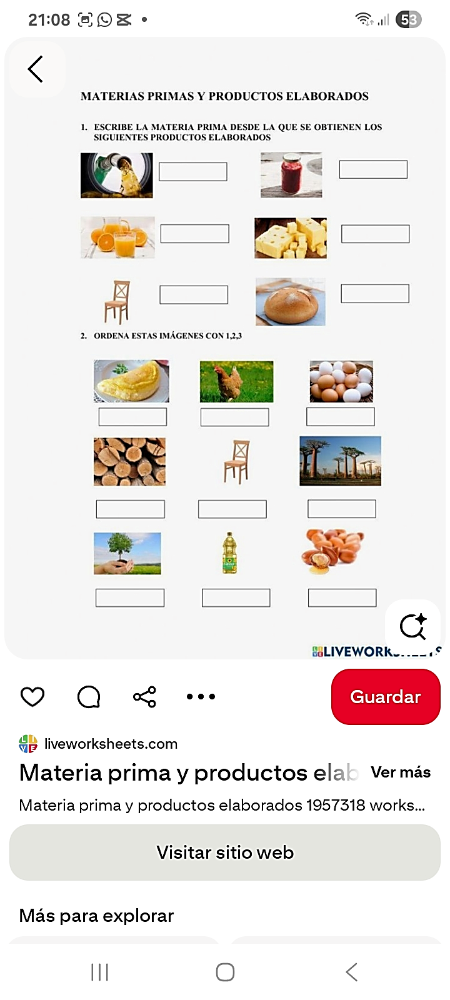 21:08
53
MATERIAS PRIMAS Y PRODUCTOS ELABORADOS
1. ESCRIBE LA MATERIA PRIMA DESDE LA QUE SE OBTIENEN LOS
SIGUIENTES PRODUCTOS ELABORADOS
2. ORDENA ESTAS IMÁGENES CON 1,2,3
Guardar
liveworksheets.com
Materia prima y productos elab
Ver más
Materia prima y productos elaborados 1957318 works...
Visitar sitio web
Más para explorar